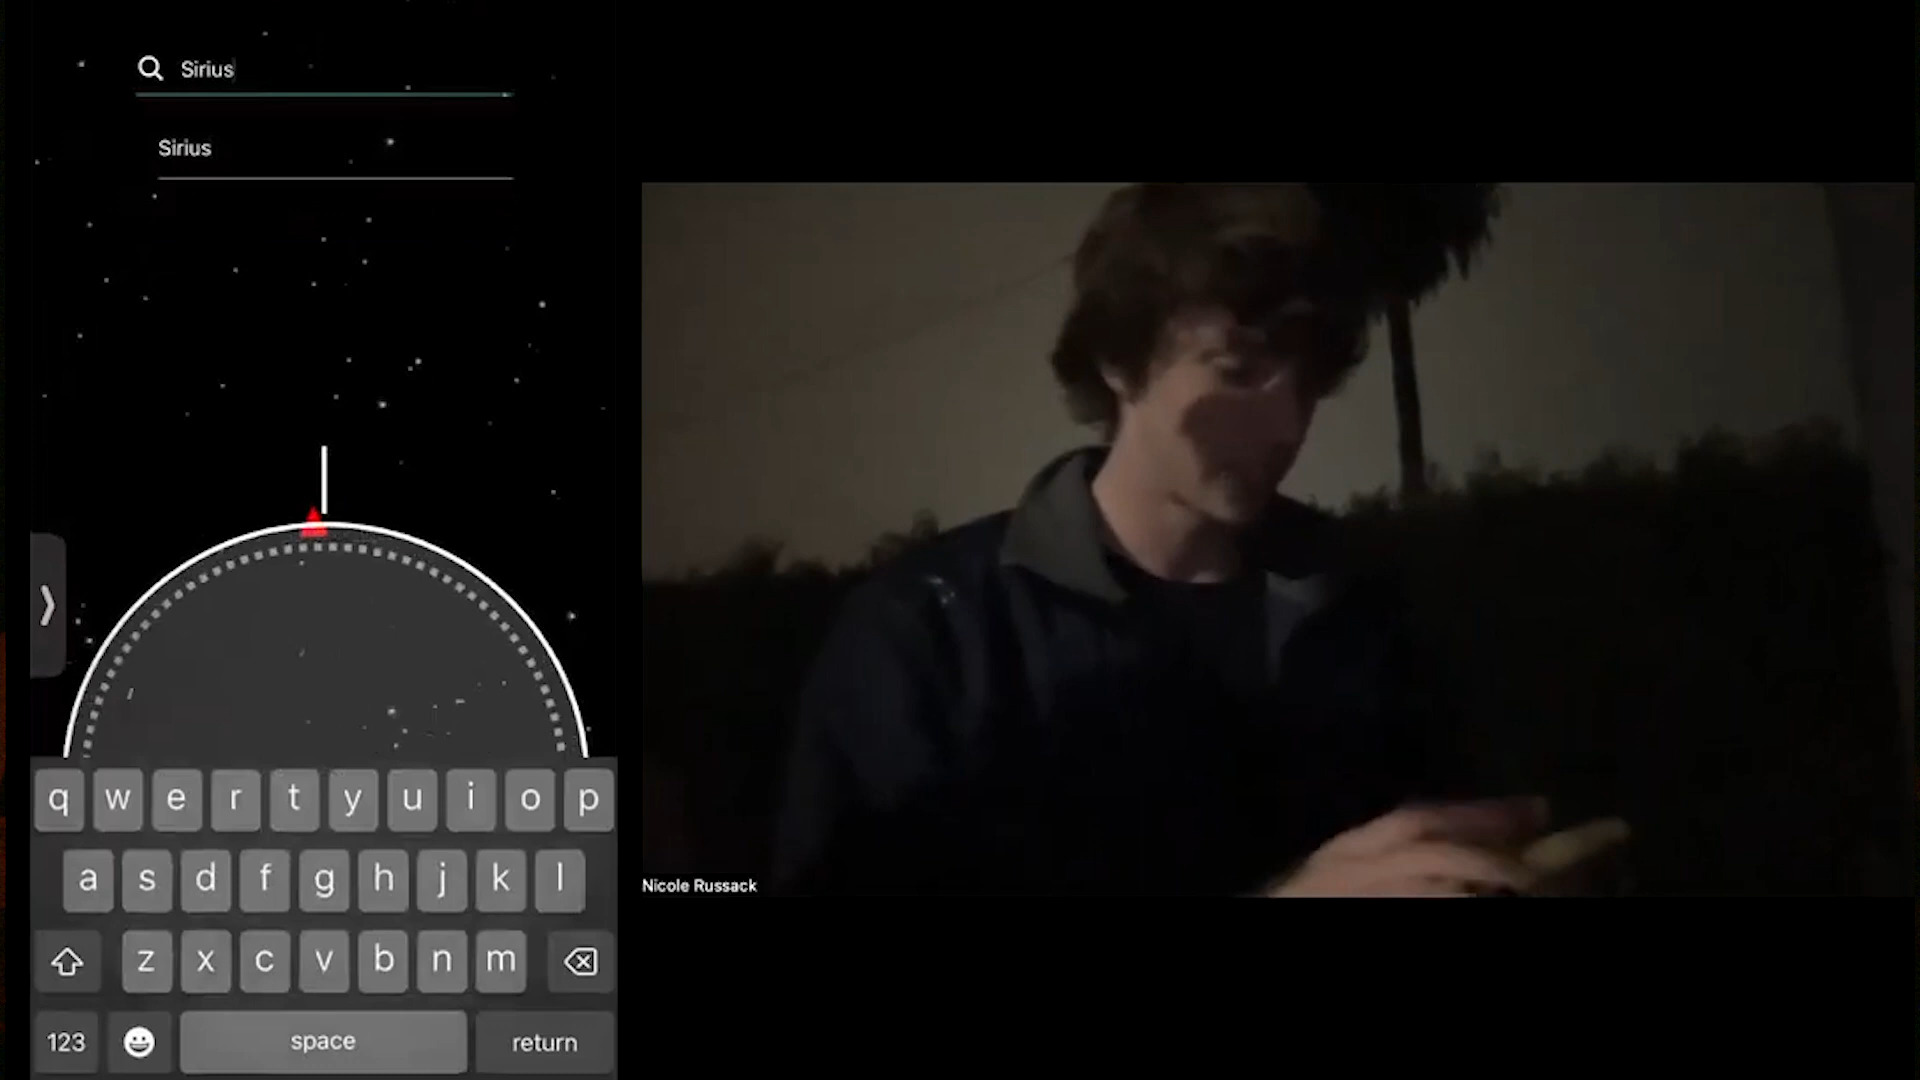 Sirius
Sirius
q w e r t y u i o p
a s d f g h j k l
z x c v b n m
123 space return
Nicole Russack